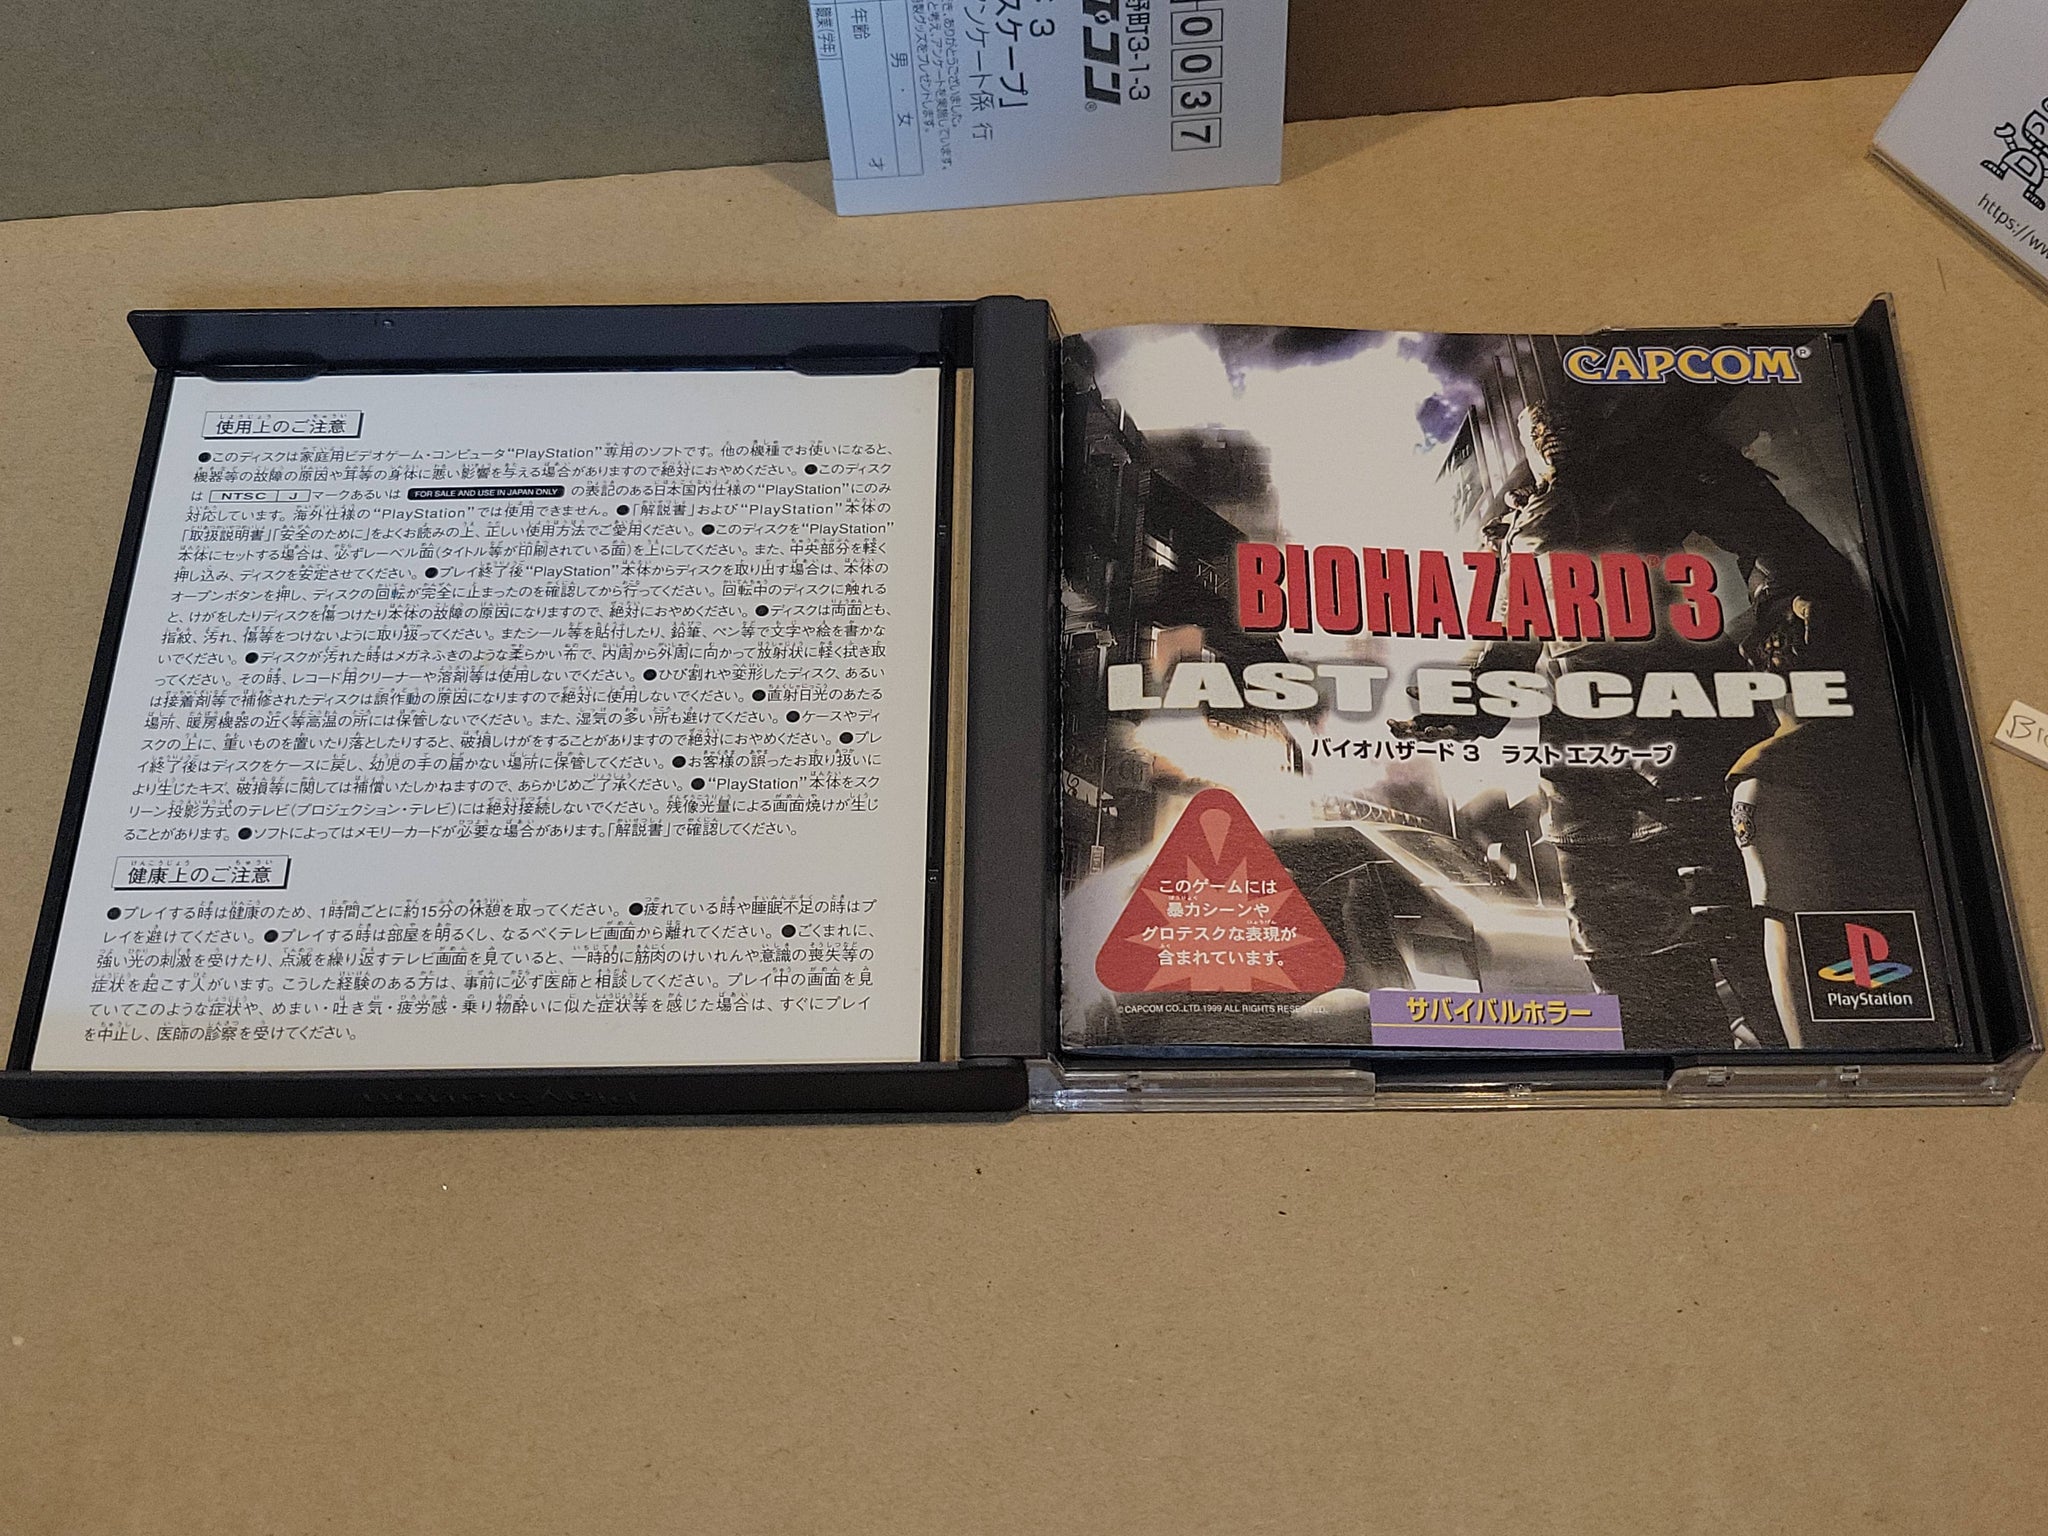 0037
野田T3-1-3
3
スケープ」
ンケート係 行
年齢
男・女
才
職業(学年)
https://ww
使用上のご注意
●このディスクは家庭用ビデオゲーム・コンピュータ“PlayStation”専用のソフトです。他の機種でお使いになると、
機器等の故障の原因や耳等の身体に悪い影響を与える場合がありますので絶対におやめください。●このディスク
は NTSC J マークあるいは FOR SALE AND USE IN JAPAN ONLY の表記のある日本国内仕様の“PlayStation”にのみ
対応しています。海外仕様の“PlayStation”では使用できません。●「解説書」および“PlayStation”本体の
「取扱説明書」「安全のために」をよくお読みの上、正しい使用方法でご愛用ください。●このディスクを“PlayStation”
本体にセットする場合は、必ずレーベル面(タイトル等が印刷されている面)を上にしてください。また、中央部分を軽く
押し込み、ディスクを安定させてください。●プレイ終了後“PlayStation”本体からディスクを取り出す場合は、本体の
オープンボタンを押し、ディスクの回転が完全に止まったのを確認してから行ってください。回転中のディスクに触れる
と、けがをしたりディスクを傷つけたり本体の故障の原因になりますので、絶対におやめください。●ディスクは両面とも、
指紋、汚れ、傷等をつけないように取り扱ってください。またシール等を貼付したり、鉛筆、ペン等で文字や絵を書かな
いでください。●ディスクが汚れた時はメガネふきのような柔らかい布で、内周から外周に向かって放射状に軽く拭き取
ってください。その時、レコード用クリーナーや溶剤等は使用しないでください。●ひび割れや変形したディスク、あるい
は接着剤等で補修されたディスクは誤作動の原因になりますので絶対に使用しないでください。●直射日光のあたる
場所、暖房機器の近く等高温の所には保管しないでください。また、湿気の多い所も避けてください。●ケースやディ
スクの上に、重いものを置いたり落としたりすると、破損しけがをすることがありますので絶対におやめください。●プレ
イ終了後はディスクをケースに戻し、幼児の手の届かない場所に保管してください。●お客様の誤ったお取り扱いに
より生じたキズ、破損等に関しては補償いたしかねますので、あらかじめご了承ください。●“PlayStation”本体をスク
リーン投影方式のテレビ(プロジェクション・テレビ)には絶対接続しないでください。残像光量による画面焼けが生じ
ることがあります。●ソフトによってはメモリーカードが必要な場合があります。「解説書」で確認してください。
健康上のご注意
●プレイする時は健康のため、1時間ごとに約15分の休憩を取ってください。●疲れている時や睡眠不足の時はプ
レイを避けてください。●プレイする時は部屋を明るくし、なるべくテレビ画面から離れてください。●ごくまれに、
強い光の刺激を受けたり、点滅を繰り返すテレビ画面を見ていると、一時的に筋肉のけいれんや意識の喪失等の
症状を起こす人がいます。こうした経験のある方は、事前に必ず医師と相談してください。プレイ中の画面を見
ていてこのような症状や、めまい・吐き気・疲労感・乗り物酔いに似た症状等を感じた場合は、すぐにプレイ
を中止し、医師の診察を受けてください。
PlayStation
CAPCOM®
BIOHAZARD® 3
LAST ESCAPE
バイオハザード 3 ラスト エスケープ
このゲームには
暴力シーンや
グロテスクな表現が
含まれています。
©CAPCOM CO.,LTD.1999 ALL RIGHTS RESERVED.
サバイバルホラー
PlayStation